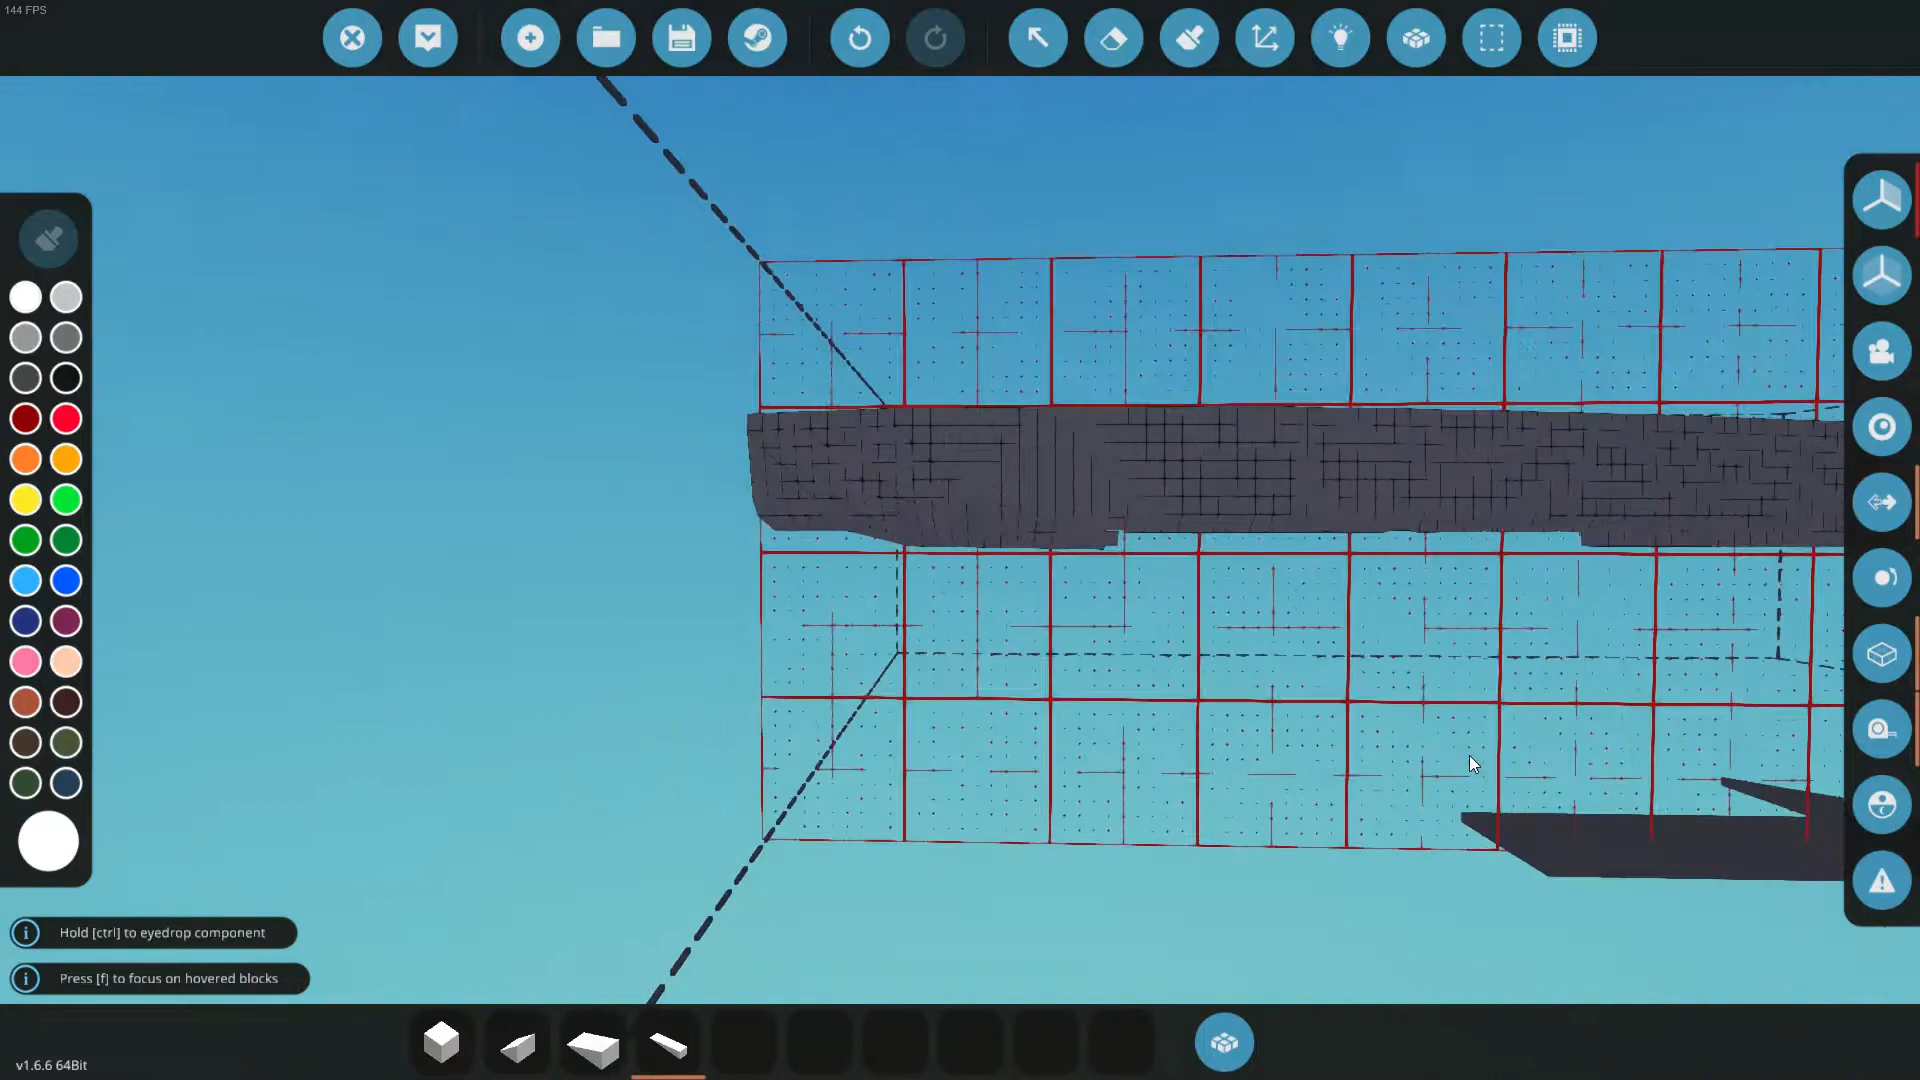 144 FPS
Hold [ctrl] to eyedrop component
Press [f] to focus on hovered blocks
v1.6.6 64Bit